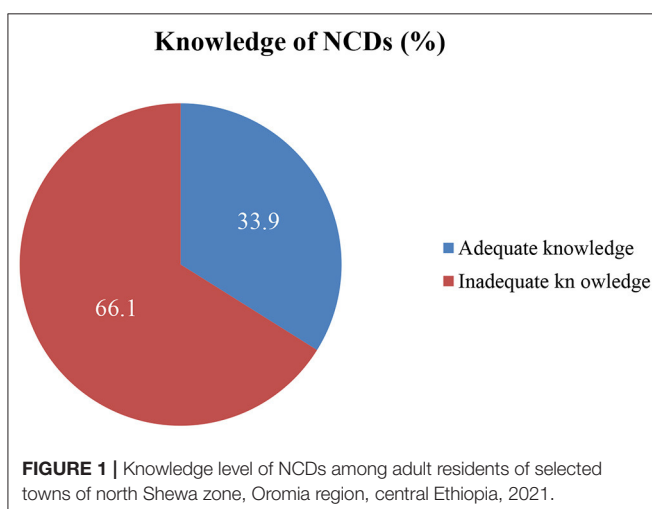 Knowledge of NCDs (%)
33.9
66.1
Adequate knowledge
Inadequate kn owledge
FIGURE 1 | Knowledge level of NCDs among adult residents of selected
towns of north Shewa zone, Oromia region, central Ethiopia, 2021.